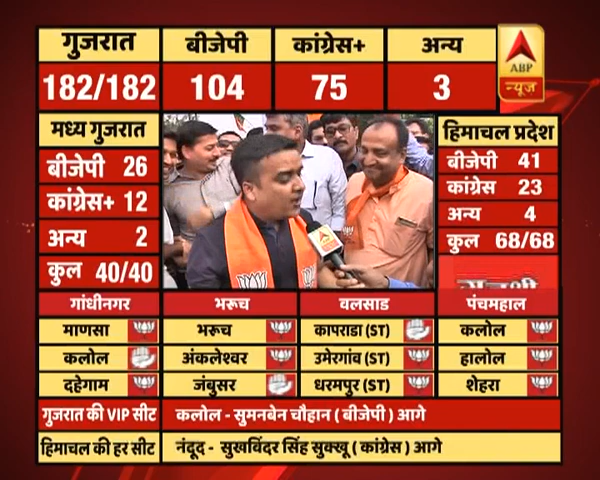 गुजरात बीजेपी कांग्रेस+ अन्य
182/182 104 75 3
ABP
न्यूज़
मध्य गुजरात
बीजेपी 26
कांग्रेस+ 12
अन्य 2
कुल 40/40
हिमाचल प्रदेश
बीजेपी 41
कांग्रेस 23
अन्य 4
कुल 68/68
abp
गांधीनगर भरूच वलसाड पंचमहाल
माणसा भरूच कापराडा (ST) कलोल
कलोल अंकलेश्वर उमेरगांव (ST) हालोल
दहेगाम जंबुसर धरमपुर (ST) शेहरा
गुजरात की VIP सीट कलोल - सुमनबेन चौहान ( बीजेपी ) आगे
हिमाचल की हर सीट नंदूद - सुखविंदर सिंह सुक्खू ( कांग्रेस ) आगे